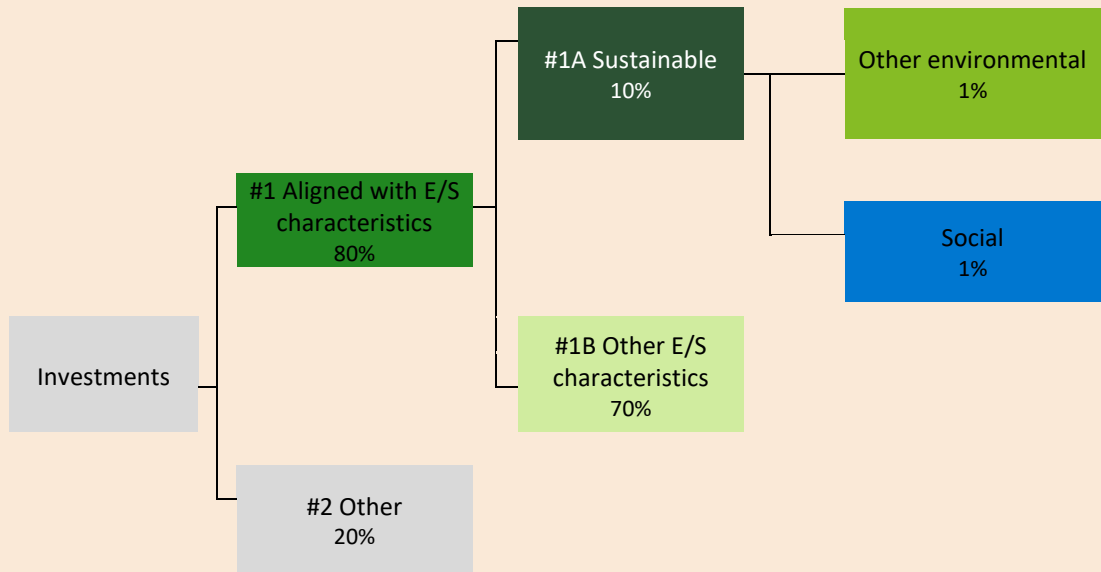 #1A Sustainable
10%
Other environmental
1%
#1 Aligned with E/S
characteristics
80%
Social
1%
Investments
#1B Other E/S
characteristics
70%
#2 Other
20%